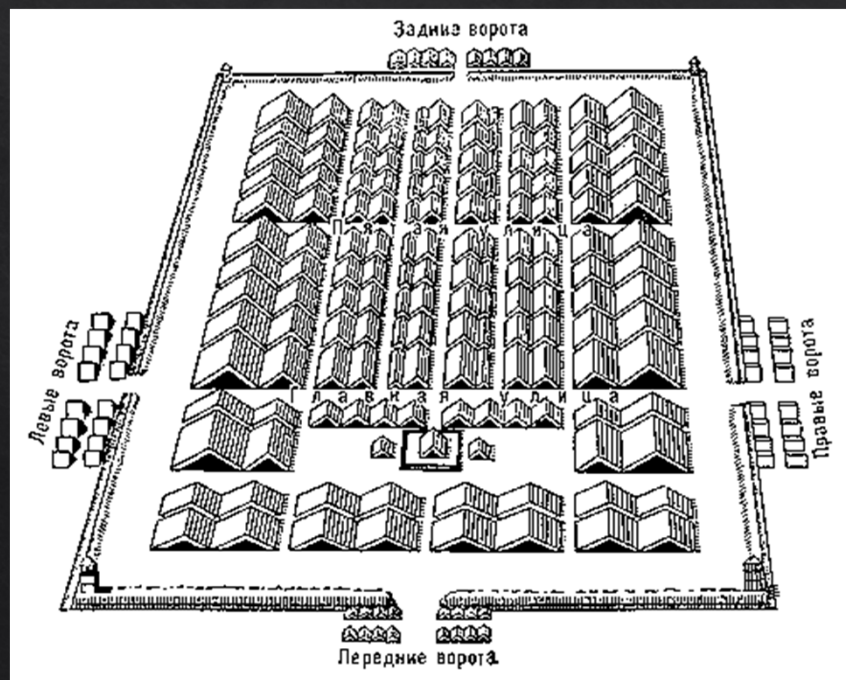 Задние ворота
Пятая улица
Левые ворота
Правые ворота
Главная улица
Передние ворота